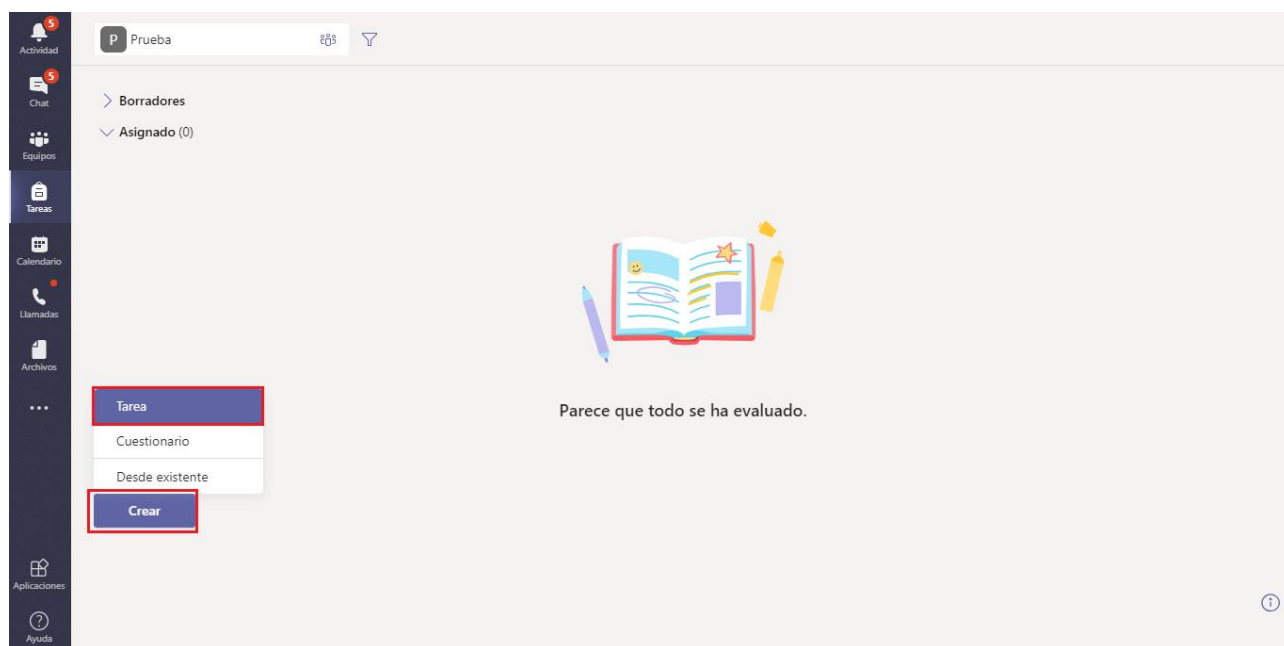 5
Actividad
5
Chat
Equipos
Tareas
Calendario
Llamadas
Archivos
Aplicaciones
Ayuda
P Prueba
Borradores
Asignado (0)
Parece que todo se ha evaluado.
Tarea
Cuestionario
Desde existente
Crear